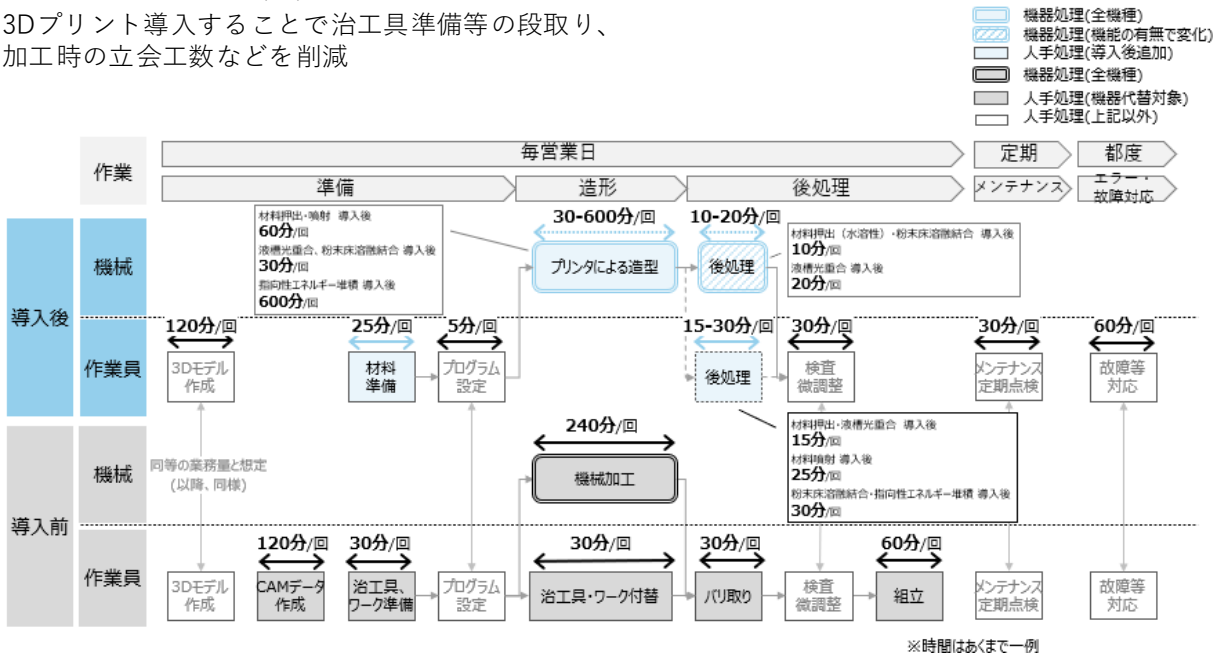 3Dプリント導入することで治工具準備等の段取り、
加工時の立会工数などを削減
機器処理(全機種)
機器処理(機能の有無で変化)
人手処理(導入後追加)
機器処理(全機種)
人手処理(機器代替対象)
人手処理(上記以外)
作業
毎営業日
定期
都度
準備
造形
後処理
メンテナンス
エラー・
故障対応
導入後
機械
材料押出・噴射 導入後
60分/回
液槽光重合、粉末床溶融結合 導入後
30分/回
指向性エネルギー堆積 導入後
600分/回
30-600分/回
プリンタによる造型
10-20分/回
後処理
材料押出（水溶性）・粉末床溶融結合 導入後
10分/回
液槽光重合 導入後
20分/回
作業員
120分/回
3Dモデル
作成
25分/回
材料
準備
5分/回
プログラム
設定
15-30分/回
後処理
30分/回
検査
微調整
30分/回
メンテナンス
定期点検
60分/回
故障等
対応
導入前
機械
同等の業務量と想定
(以降、同様)
240分/回
機械加工
材料押出・液槽光重合 導入後
15分/回
材料噴射 導入後
25分/回
粉末床溶融結合・指向性エネルギー堆積 導入後
30分/回
作業員
3Dモデル
作成
120分/回
CAMデータ
作成
30分/回
治工具、
ワーク準備
プログラム
設定
30分/回
治工具・ワーク付替
30分/回
バリ取り
検査
微調整
60分/回
組立
メンテナンス
定期点検
故障等
対応
※時間はあくまで一例